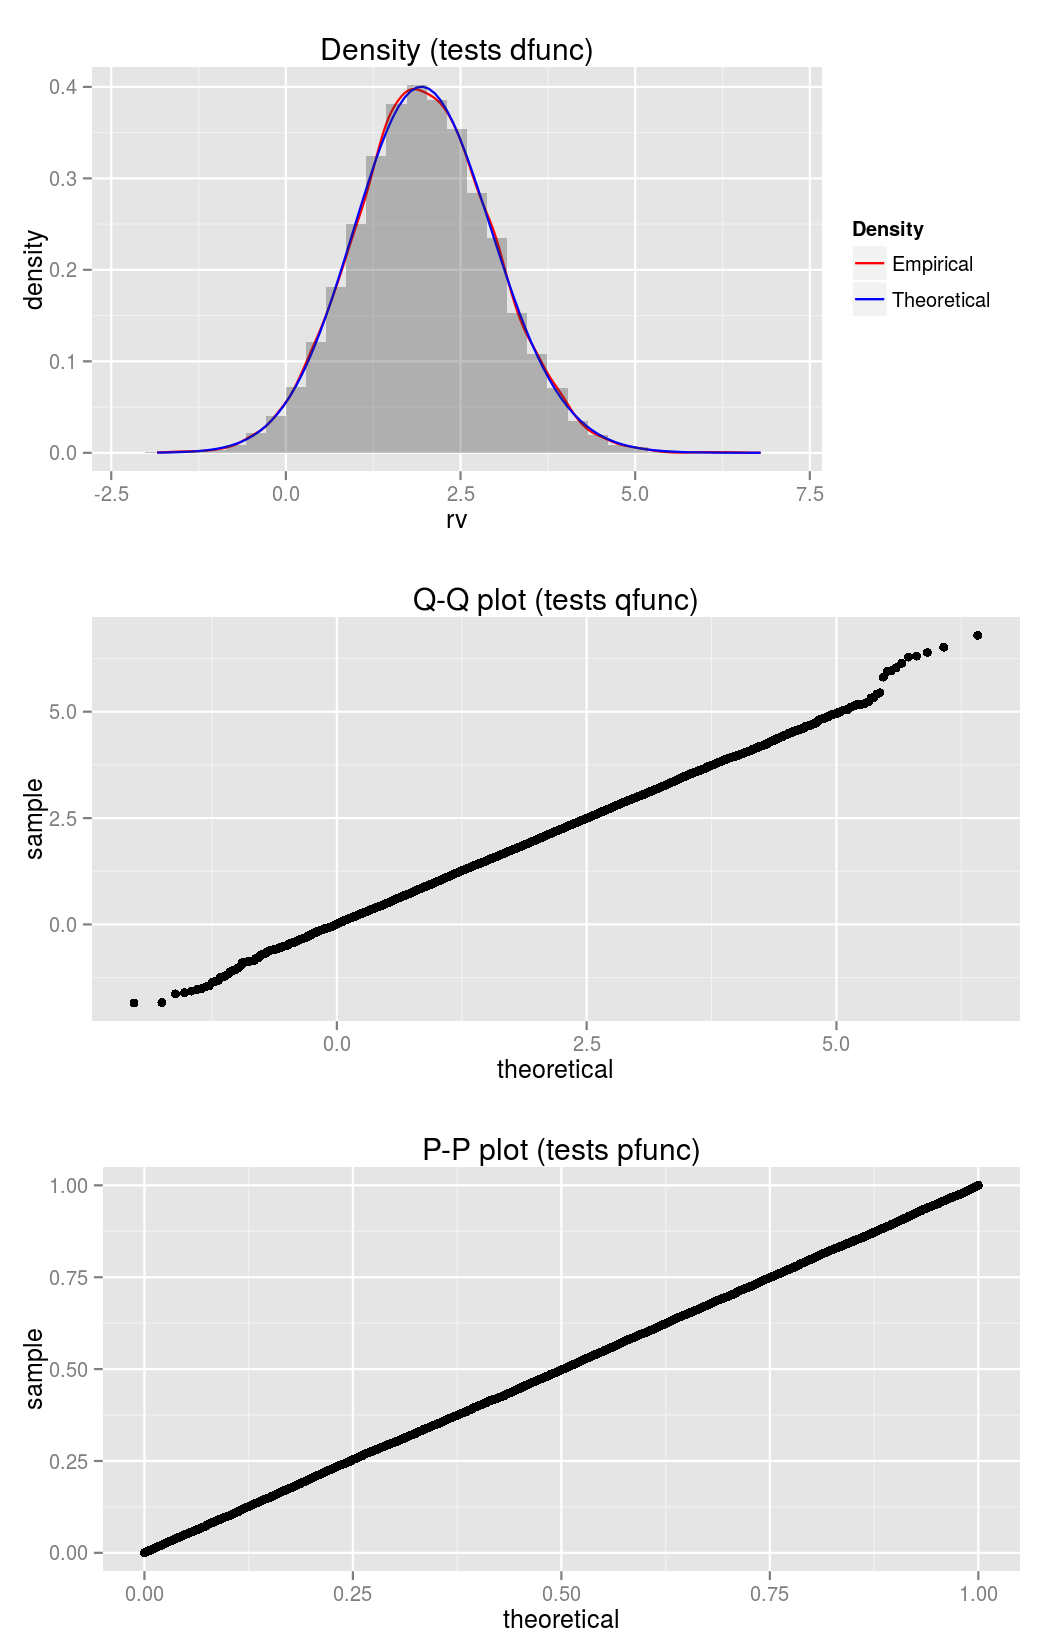 Density (tests dfunc)
0.4
0.3
0.2
0.1
0.0
density
-2.5 0.0 2.5 5.0 7.5
rv
Density
Empirical
Theoretical
Q-Q plot (tests qfunc)
5.0
2.5
0.0
sample
0.0 2.5 5.0
theoretical
P-P plot (tests pfunc)
1.00
0.75
0.50
0.25
0.00
sample
0.00 0.25 0.50 0.75 1.00
theoretical